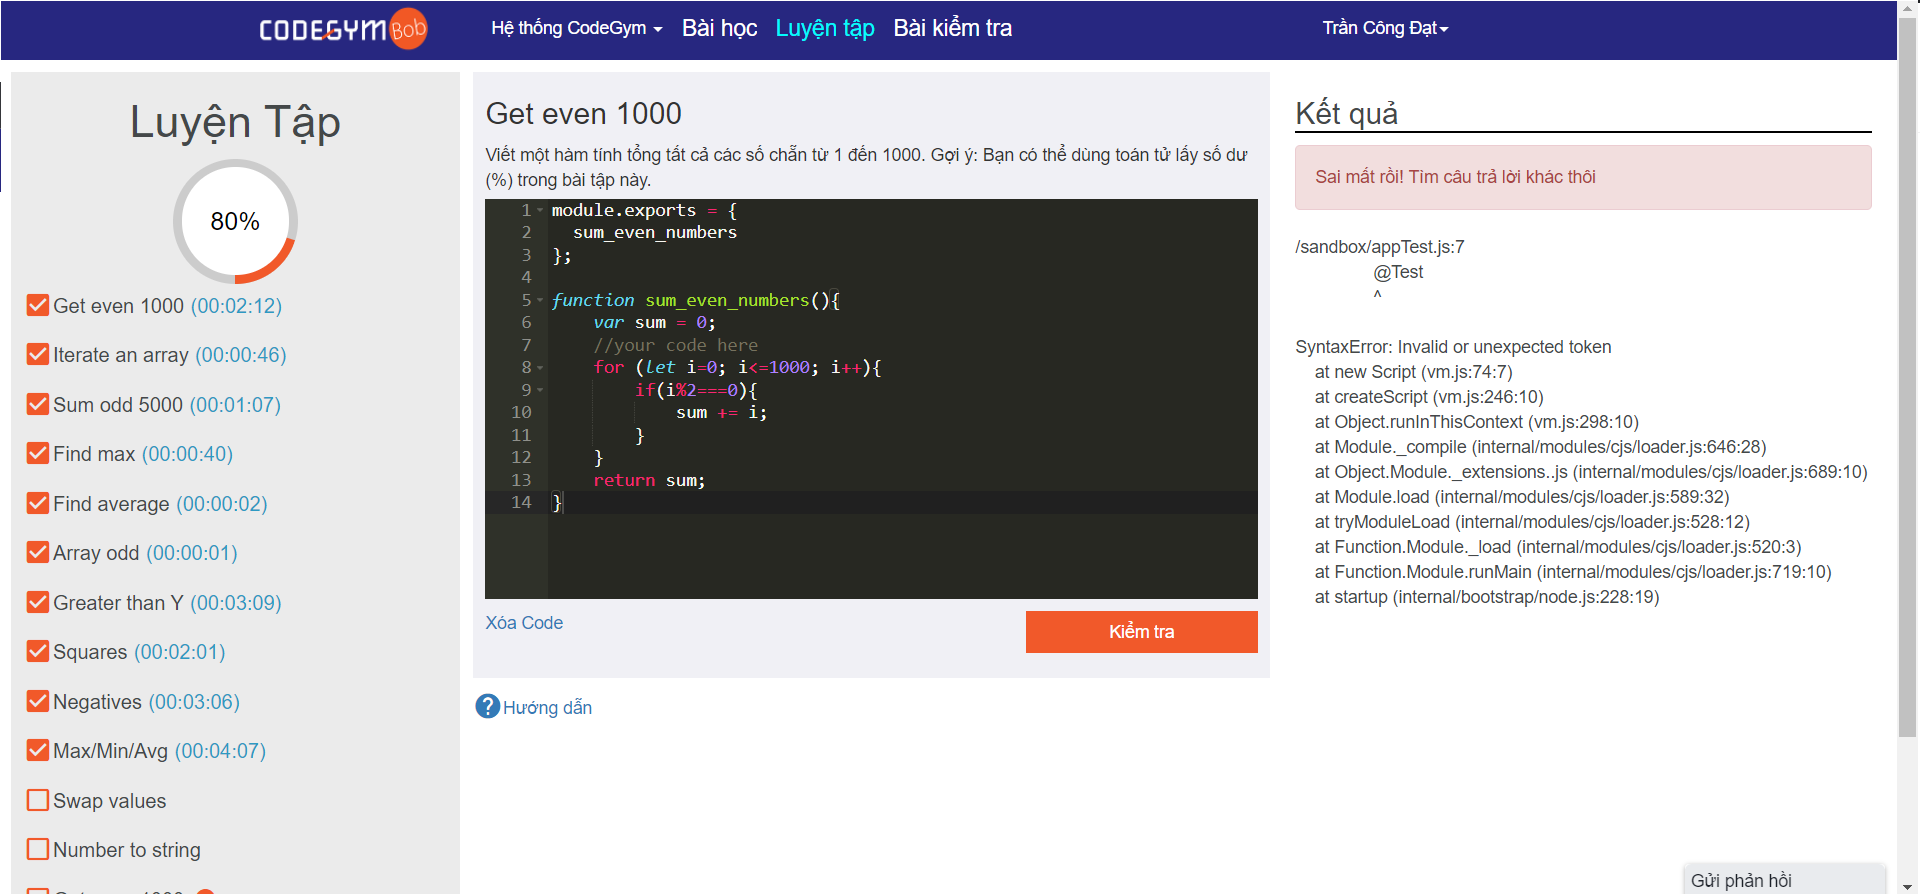 CODEGYM Bob
Hệ thống CodeGym
Bài học
Luyện tập
Bài kiểm tra
Trần Công Đạt
Luyện Tập
80%
Get even 1000 (00:02:12)
Iterate an array (00:00:46)
Sum odd 5000 (00:01:07)
Find max (00:00:40)
Find average (00:00:02)
Array odd (00:00:01)
Greater than Y (00:03:09)
Squares (00:02:01)
Negatives (00:03:06)
Max/Min/Avg (00:04:07)
Swap values
Number to string
Get even 1000
Viết một hàm tính tổng tất cả các số chẵn từ 1 đến 1000. Gợi ý: Bạn có thể dùng toán tử lấy số dư
(%) trong bài tập này.
1 module.exports = {
2 sum_even_numbers
3 };
4
5 function sum_even_numbers(){
6 var sum = 0;
7 //your code here
8 for (let i=0; i<=1000; i++){
9 if(i%2===0){
10 sum += i;
11 }
12 }
13 return sum;
14 }
Xóa Code
Kiểm tra
? Hướng dẫn
Kết quả
Sai mất rồi! Tìm câu trả lời khác thôi
/sandbox/appTest.js:7
@Test
^
SyntaxError: Invalid or unexpected token
at new Script (vm.js:74:7)
at createScript (vm.js:246:10)
at Object.runInThisContext (vm.js:298:10)
at Module._compile (internal/modules/cjs/loader.js:646:28)
at Object.Module._extensions..js (internal/modules/cjs/loader.js:689:10)
at Module.load (internal/modules/cjs/loader.js:589:32)
at tryModuleLoad (internal/modules/cjs/loader.js:528:12)
at Function.Module._load (internal/modules/cjs/loader.js:520:3)
at Function.Module.runMain (internal/modules/cjs/loader.js:719:10)
at startup (internal/bootstrap/node.js:228:19)
Gửi phản hồi